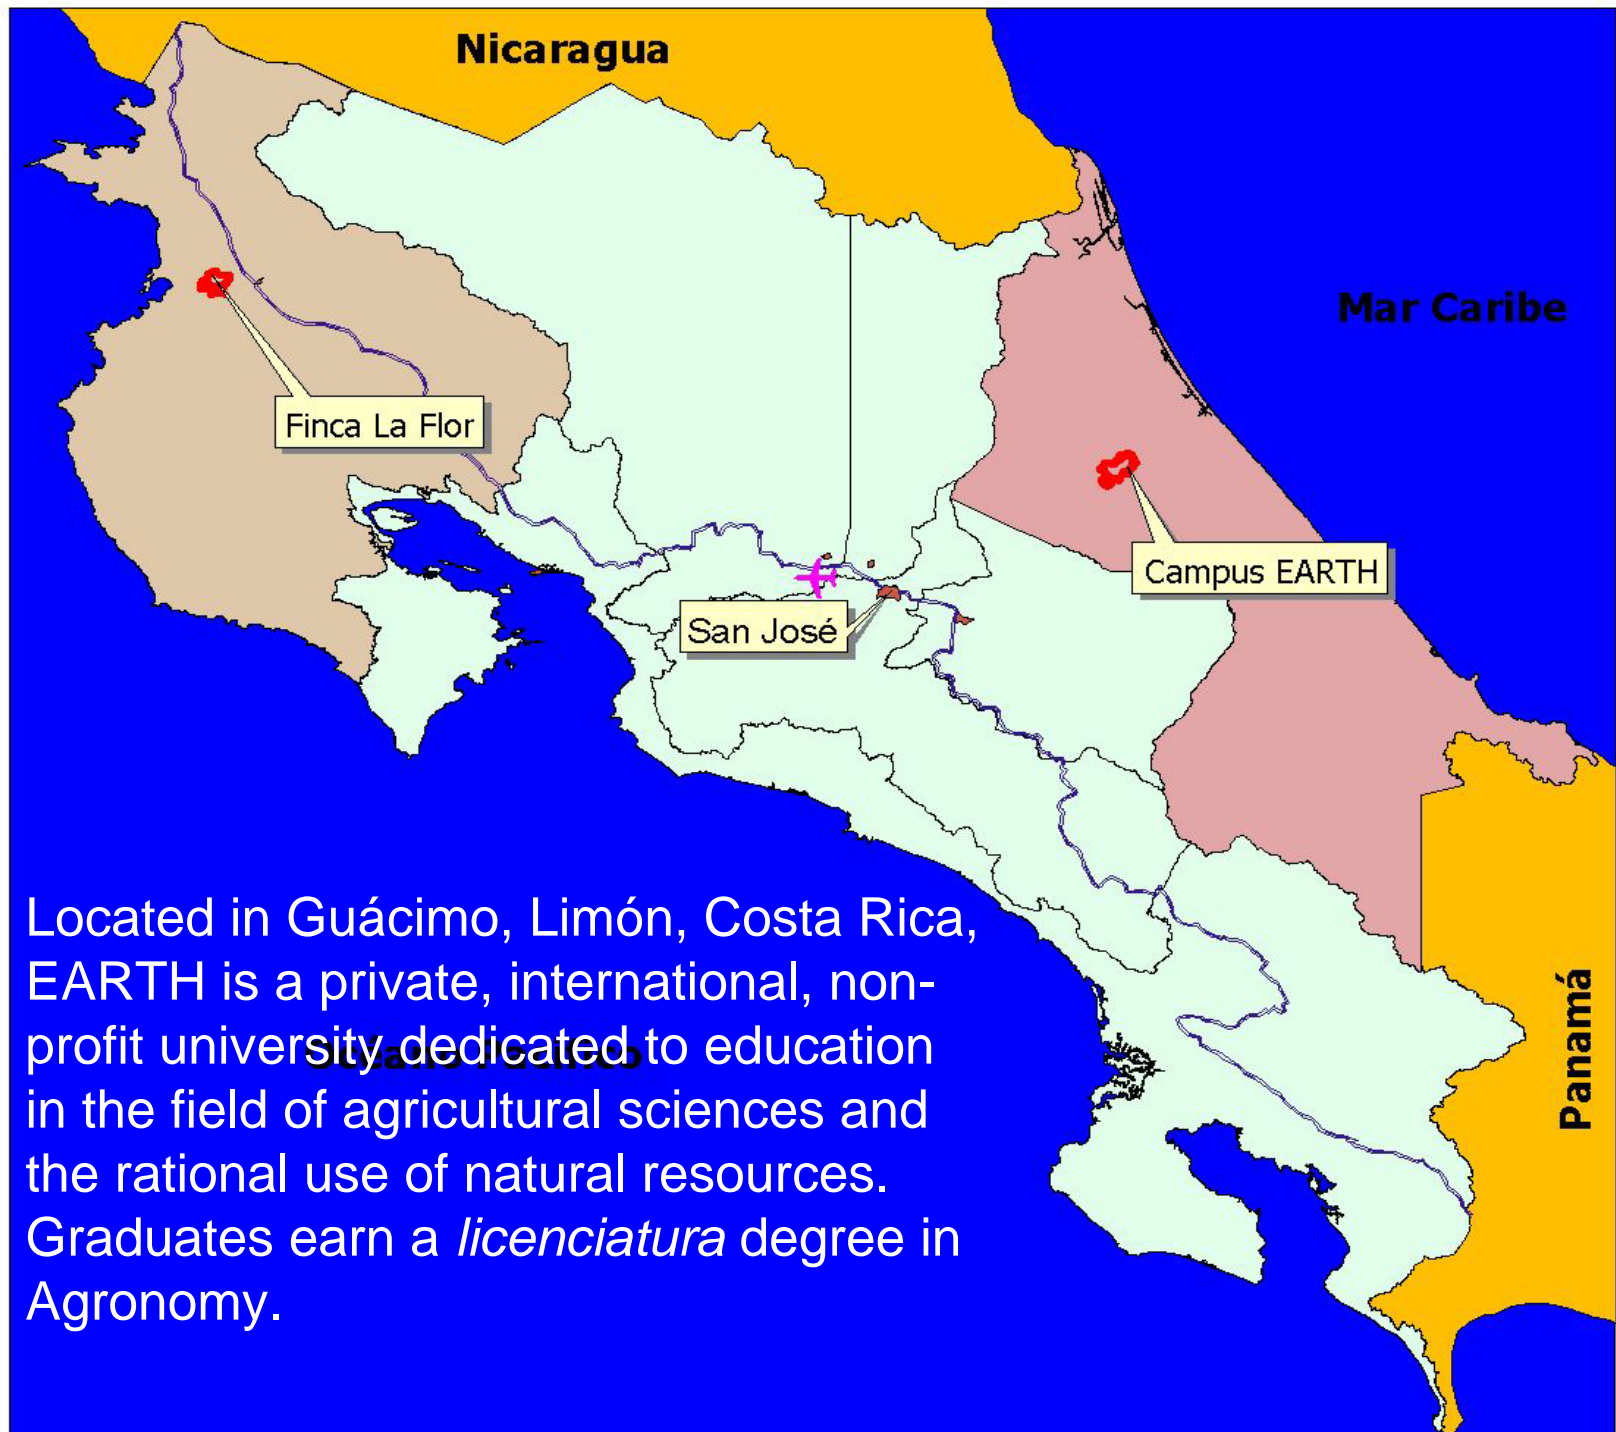 Nicaragua
Mar Caribe
Finca La Flor
Campus EARTH
San José
Located in Guácimo, Limón, Costa Rica,
EARTH is a private, international, non-
profit university dedicated to education
in the field of agricultural sciences and
the rational use of natural resources.
Graduates earn a licenciatura degree in
Agronomy.
Océano Pacífico
Panamá